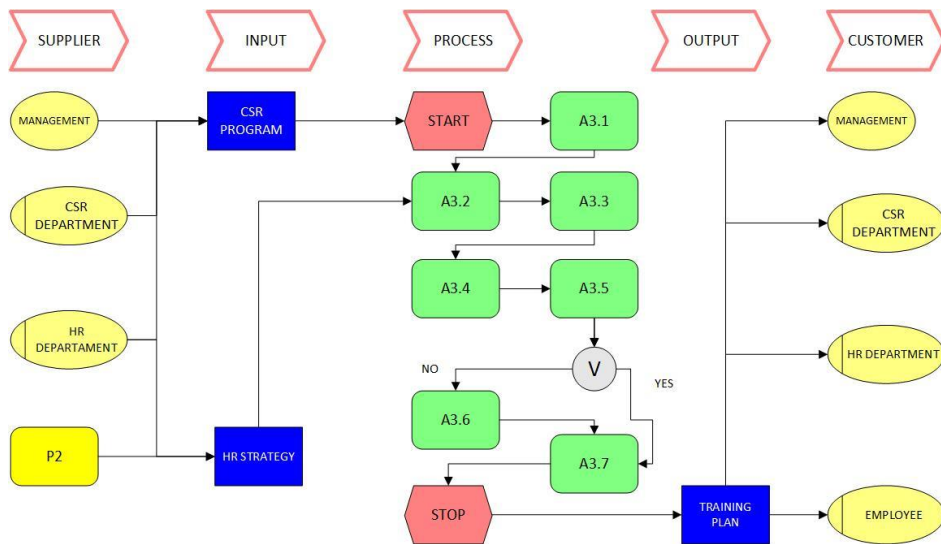 SUPPLIER
INPUT
PROCESS
OUTPUT
CUSTOMER
MANAGEMENT
CSR
PROGRAM
START
A3.1
MANAGEMENT
CSR
DEPARTMENT
A3.2
A3.3
CSR
DEPARTMENT
A3.4
A3.5
HR
DEPARTAMENT
NO
V
YES
HR DEPARTMENT
A3.6
P2
HR STRATEGY
A3.7
STOP
TRAINING
PLAN
EMPLOYEE